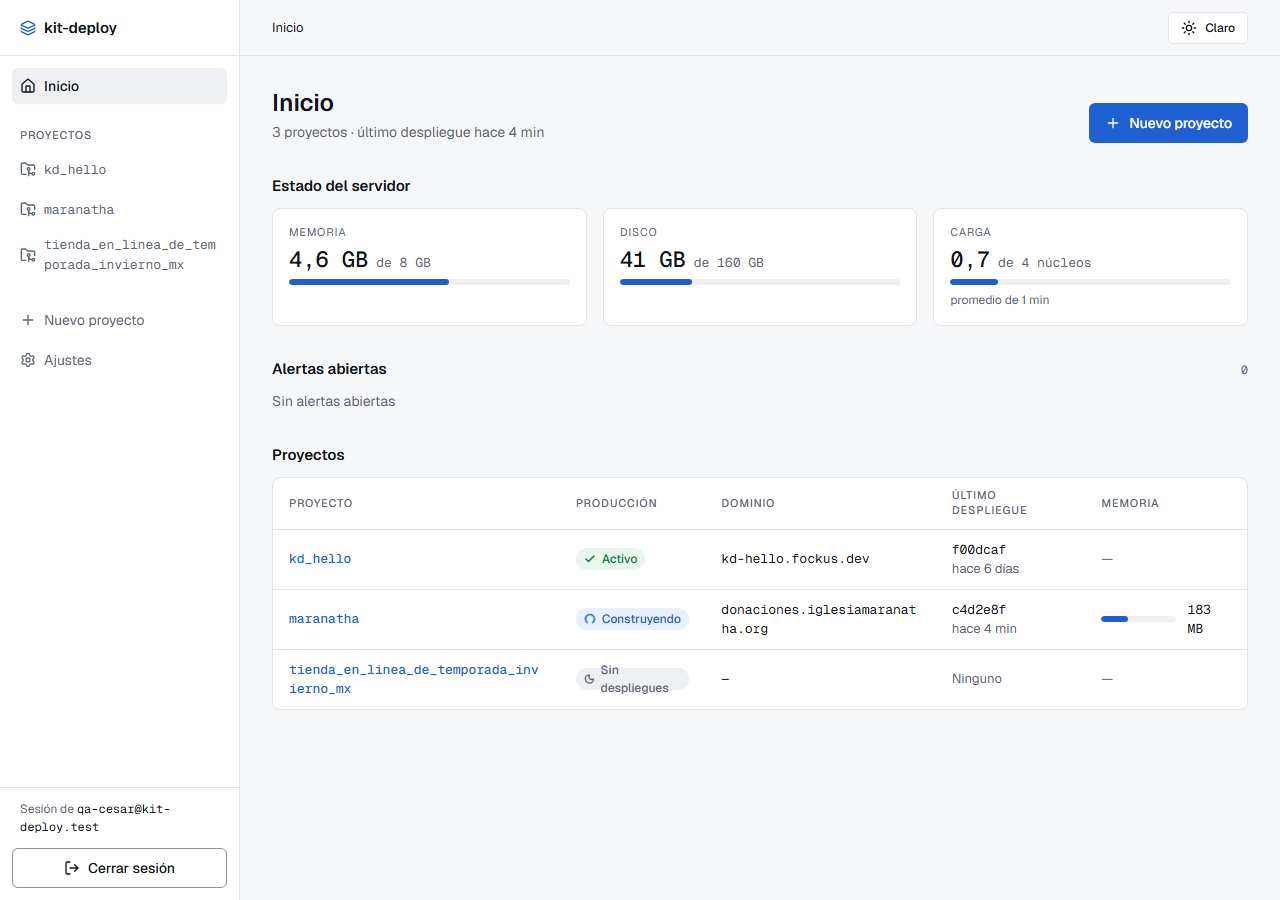 kit-deploy
Inicio
Claro
Inicio
PROYECTOS
kd_hello
maranatha
tienda_en_linea_de_tem
porada_invierno_mx
Nuevo proyecto
Ajustes
Sesión de qa-cesar@kit-
deploy.test
Cerrar sesión
Inicio
3 proyectos · último despliegue hace 4 min
Nuevo proyecto
Estado del servidor
MEMORIA
4,6 GB de 8 GB
DISCO
41 GB de 160 GB
CARGA
0,7 de 4 núcleos
promedio de 1 min
Alertas abiertas
0
Sin alertas abiertas
Proyectos
PROYECTO
PRODUCCIÓN
DOMINIO
ÚLTIMO
DESPLIEGUE
MEMORIA
kd_hello
Activo
kd-hello.fockus.dev
f00dcaf
hace 6 días
—
maranatha
Construyendo
donaciones.iglesiamaranat
ha.org
c4d2e8f
hace 4 min
183
MB
tienda_en_linea_de_temporada_inv
ierno_mx
Sin
despliegues
—
Ninguno
—